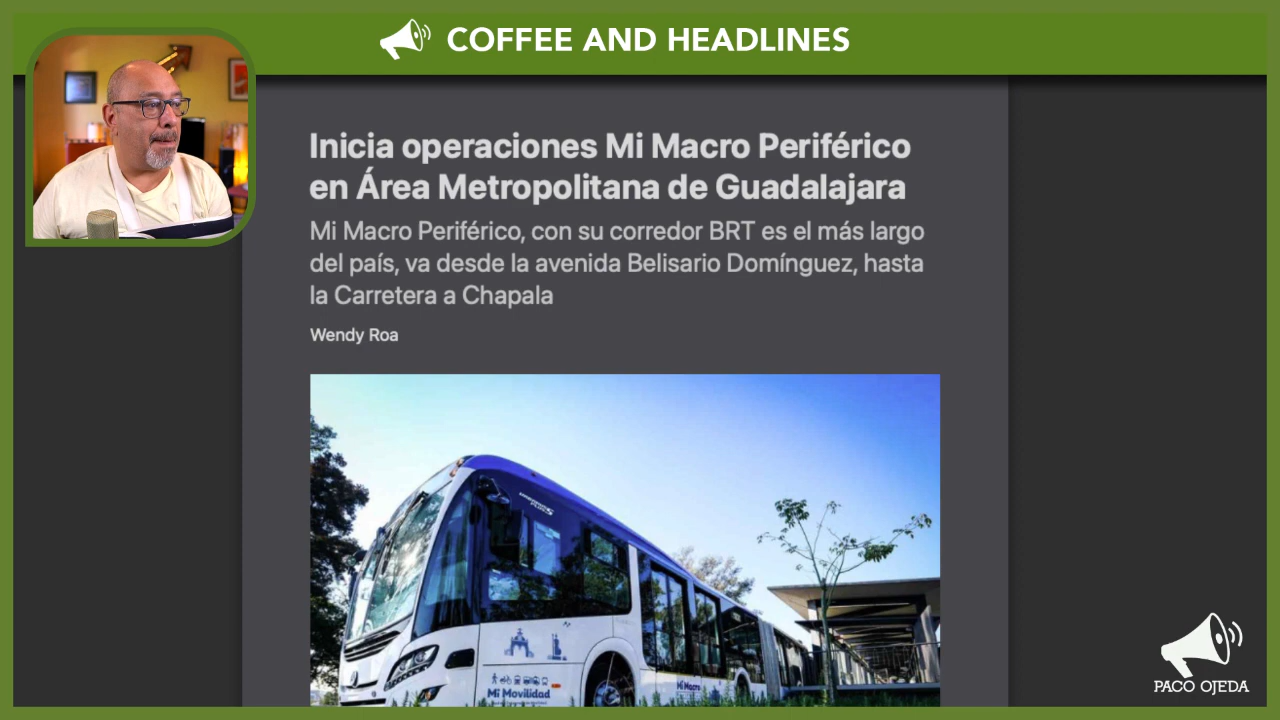 COFFEE AND HEADLINES
Inicia operaciones Mi Macro Periférico
en Área Metropolitana de Guadalajara
Mi Macro Periférico, con su corredor BRT es el más largo
del país, va desde la avenida Belisario Domínguez, hasta
la Carretera a Chapala
Wendy Roa
Mi Movilidad
Mi Macro
PACO OJEDA